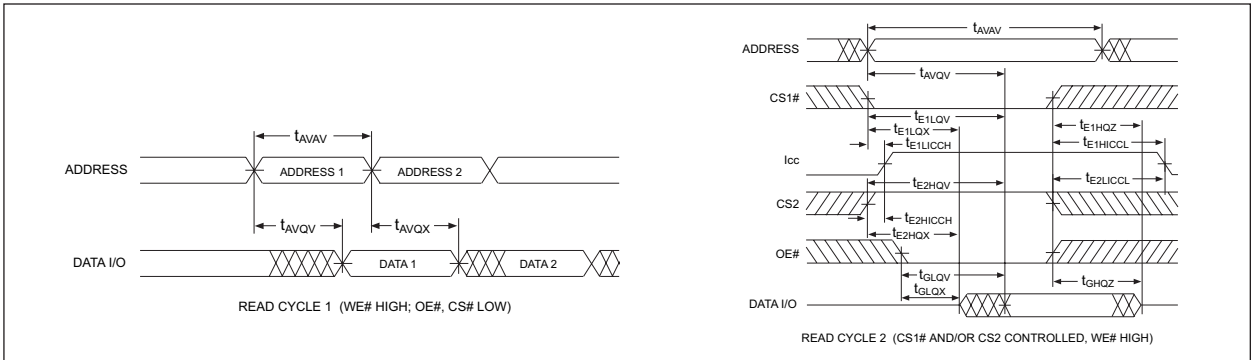 tAVAV
ADDRESS
ADDRESS 1
ADDRESS 2
tAVQV
tAVQX
DATA I/O
DATA 1
DATA 2
READ CYCLE 1 (WE# HIGH; OE#, CS# LOW)
tAVAV
ADDRESS
tAVQV
CS1#
tE1LQV
tE1LQX
tE1HQZ
tE1LICCH
tE1HICCL
Icc
tE2HQV
tE2LICCL
CS2
tE2HICCH
tE2HQX
OE#
tGLQV
tGHQZ
tGLQX
DATA I/O
READ CYCLE 2 (CS1# AND/OR CS2 CONTROLLED, WE# HIGH)